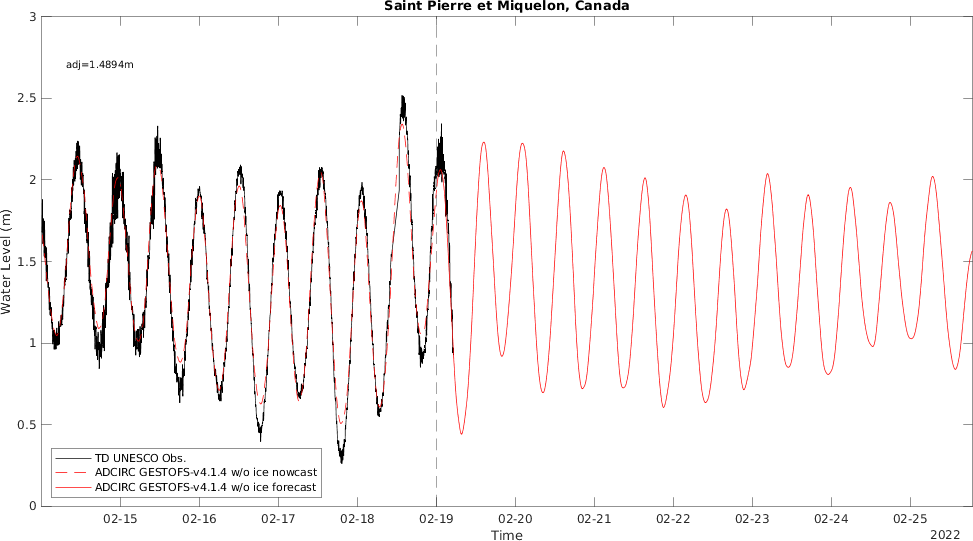 Saint Pierre et Miquelon, Canada
adj=1.4894m
Water Level (m)
3
2.5
2
1.5
1
0.5
0
TD UNESCO Obs.
ADCIRC GESTOFS-v4.1.4 w/o ice nowcast
ADCIRC GESTOFS-v4.1.4 w/o ice forecast
02-15 02-16 02-17 02-18 02-19 02-20 02-21 02-22 02-23 02-24 02-25
Time
2022